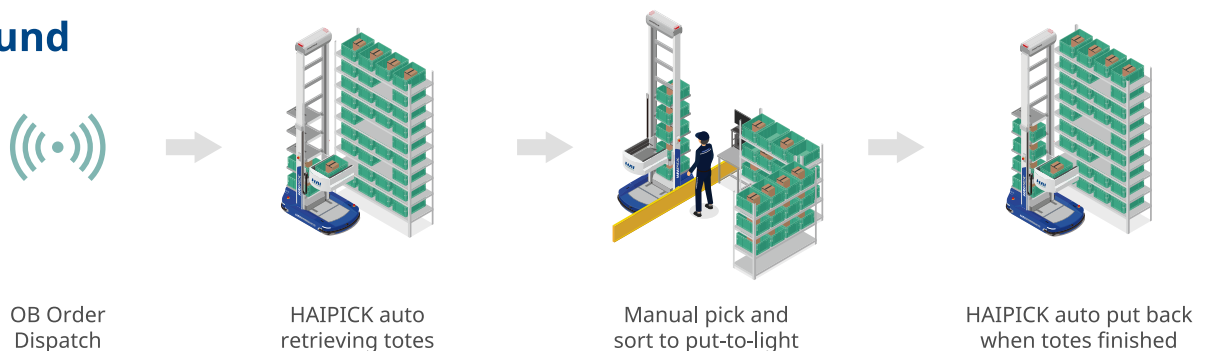 und
OB Order
Dispatch
HAIPICK auto
retrieving totes
Manual pick and
sort to put-to-light
HAIPICK auto put back
when totes finished